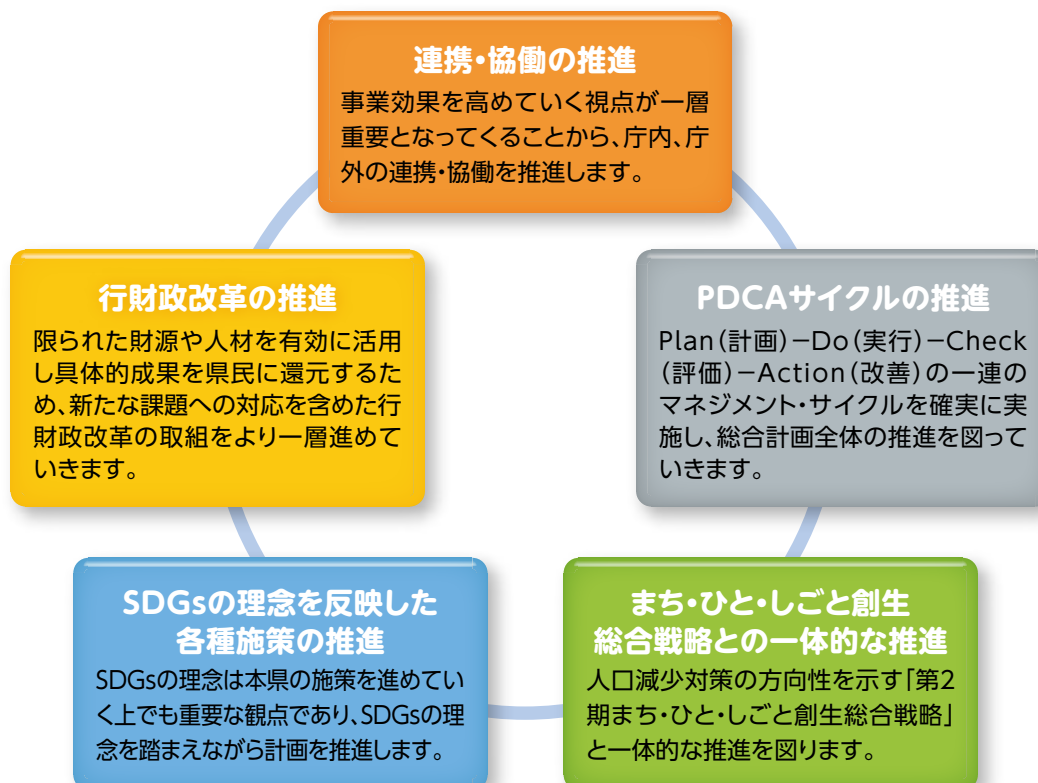 連携・協働の推進
事業効果を高めていく視点が一層
重要となってくることから、庁内、庁
外の連携・協働を推進します。
行財政改革の推進
限られた財源や人材を有効に活用
し具体的成果を県民に還元するた
め、新たな課題への対応を含めた行
財政改革の取組をより一層進めて
いきます。
PDCAサイクルの推進
Plan(計画)−Do(実行)−Check
(評価)−Action(改善)の一連の
マネジメント・サイクルを確実に実
施し、総合計画全体の推進を図って
いきます。
SDGsの理念を反映した
各種施策の推進
SDGsの理念は本県の施策を進めてい
く上でも重要な観点であり、SDGsの理
念を踏まえながら計画を推進します。
まち・ひと・しごと創生
総合戦略との一体的な推進
人口減少対策の方向性を示す「第2
期まち・ひと・しごと創生総合戦略」
と一体的な推進を図ります。